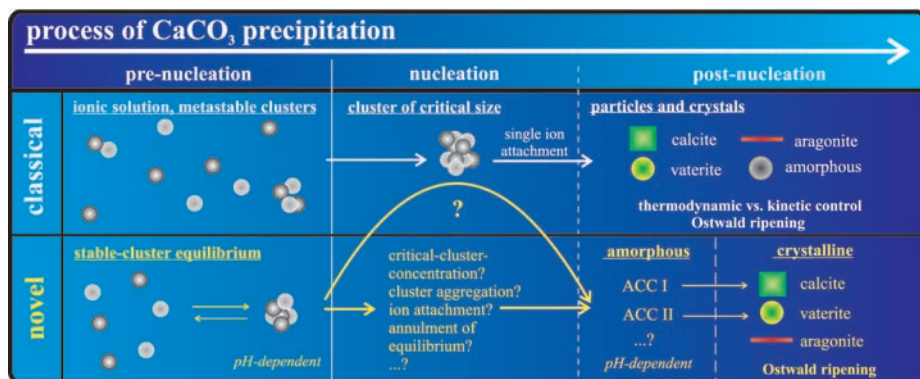 process of CaCO₃ precipitation
pre-nucleation
nucleation
post-nucleation
classical
ionic solution, metastable clusters
cluster of critical size
single ion
attachment
particles and crystals
calcite
aragonite
vaterite
amorphous
thermodynamic vs. kinetic control
Ostwald ripening
?
novel
stable-cluster equilibrium
pH-dependent
critical-cluster-
concentration?
cluster aggregation?
ion attachment?
annulment of
equilibrium?
...?
amorphous
crystalline
ACC I
calcite
ACC II
vaterite
...?
aragonite
pH-dependent
Ostwald ripening